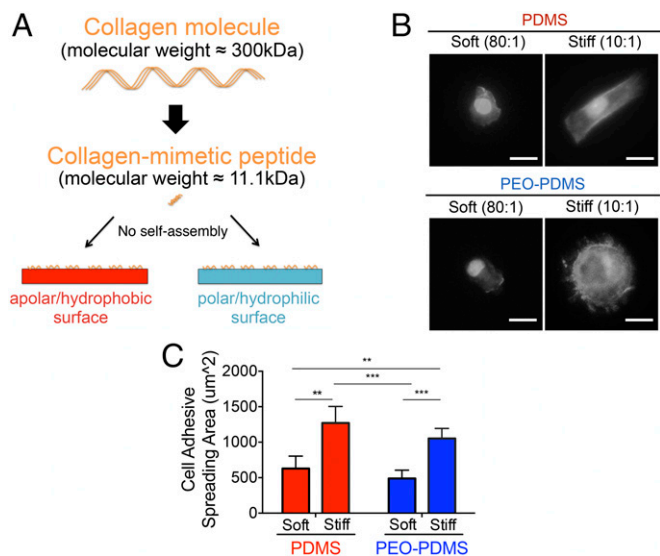 A
Collagen molecule
(molecular weight ≈ 300kDa)
Collagen-mimetic peptide
(molecular weight ≈ 11.1kDa)
No self-assembly
apolar/hydrophobic
surface
polar/hydrophilic
surface
B
PDMS
Soft (80:1) Stiff (10:1)
PEO-PDMS
Soft (80:1) Stiff (10:1)
C
Cell Adhesive
Spreading Area (um^2)
2000
1500
1000
500
0
**
***
** ***
Soft Stiff Soft Stiff
PDMS PEO-PDMS